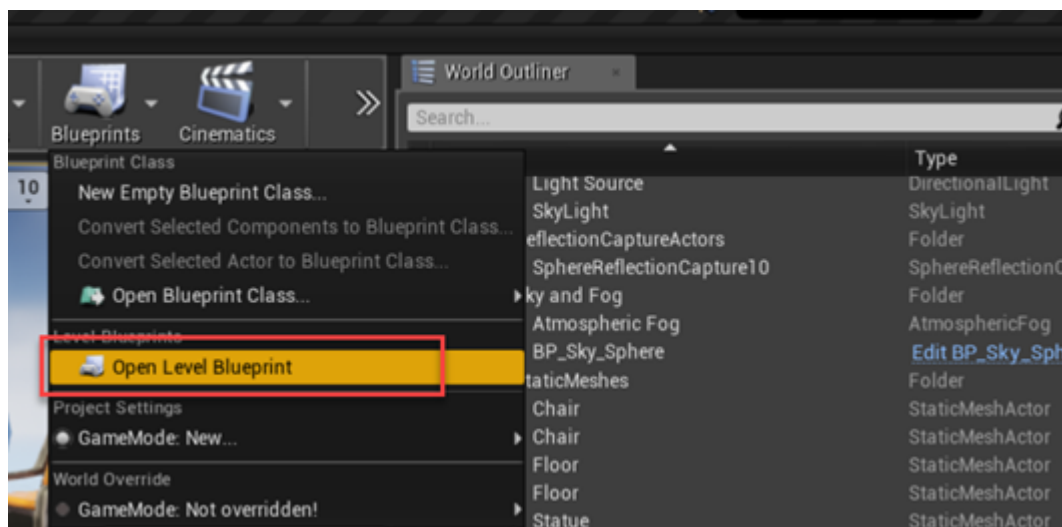 World Outliner
Blueprints
Cinematics
Search...
Blueprint Class
Type
10
New Empty Blueprint Class...
Light Source
DirectionalLight
Convert Selected Components to Blueprint Class...
SkyLight
SkyLight
eflectionCaptureActors
Folder
Convert Selected Actor to Blueprint Class...
SphereReflectionCapture10
SphereReflectionC
Open Blueprint Class...
ky and Fog
Folder
Level Blueprints
Atmospheric Fog
AtmosphericFog
Open Level Blueprint
BP_Sky_Sphere
Edit BP_Sky_Sph
taticMeshes
Folder
Project Settings
Chair
StaticMeshActor
GameMode: New...
Chair
StaticMeshActor
World Override
Floor
StaticMeshActor
GameMode: Not overridden!
Floor
StaticMeshActor
Statue
StaticMeshActor